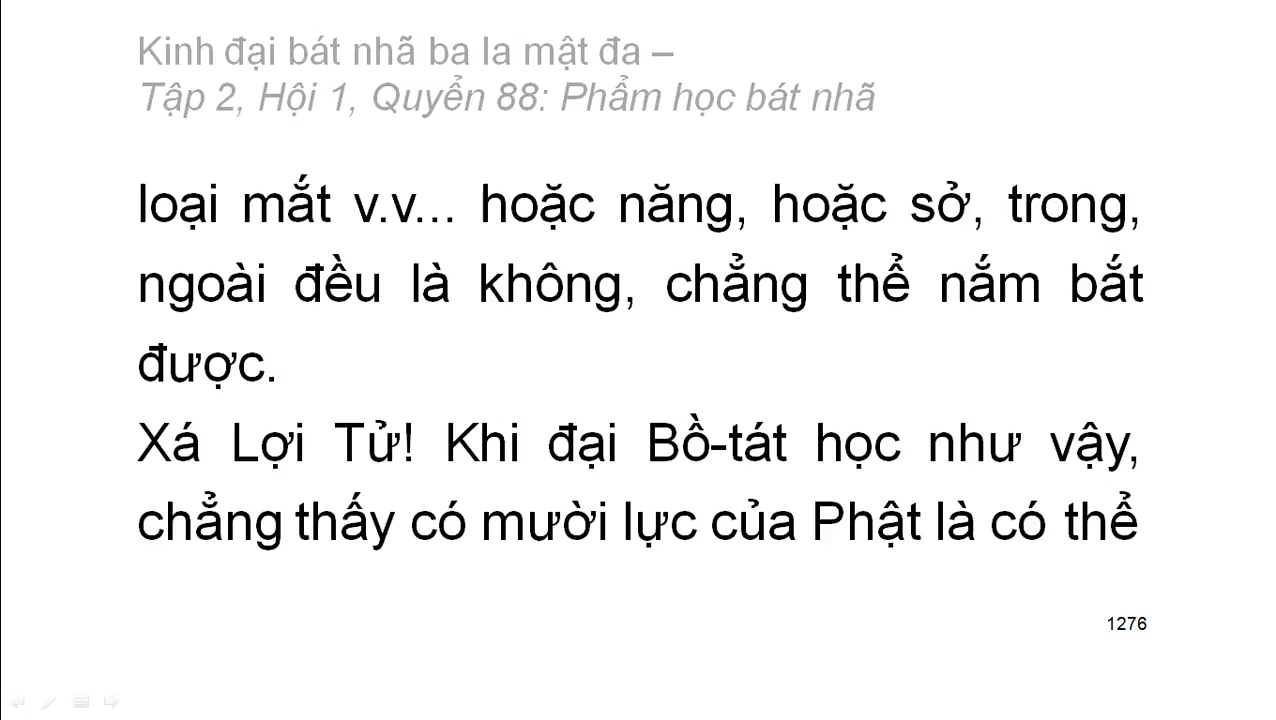 Kinh đại bát nhã ba la mật đa –
Tập 2, Hội 1, Quyển 88: Phẩm học bát nhã
loại mắt v.v... hoặc năng, hoặc sở, trong,
ngoài đều là không, chẳng thể nắm bắt
được.
Xá Lợi Tử! Khi đại Bồ-tát học như vậy,
chẳng thấy có mười lực của Phật là có thể
1276